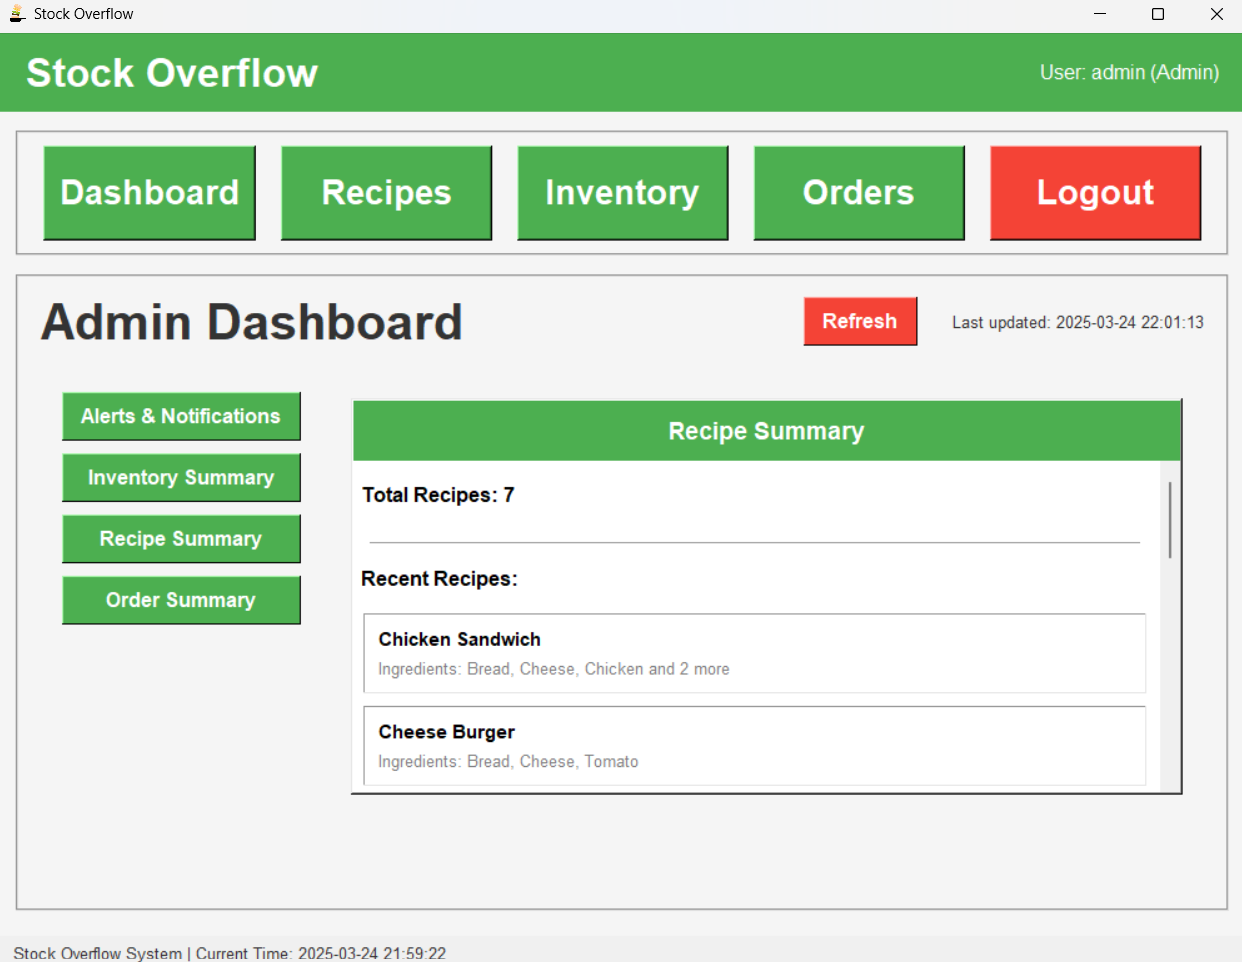 Stock Overflow
Stock Overflow
User: admin (Admin)
Dashboard
Recipes
Inventory
Orders
Logout
Admin Dashboard
Refresh
Last updated: 2025-03-24 22:01:13
Alerts & Notifications
Inventory Summary
Recipe Summary
Order Summary
Recipe Summary
Total Recipes: 7
Recent Recipes:
Chicken Sandwich
Ingredients: Bread, Cheese, Chicken and 2 more
Cheese Burger
Ingredients: Bread, Cheese, Tomato
Stock Overflow System | Current Time: 2025-03-24 21:59:22